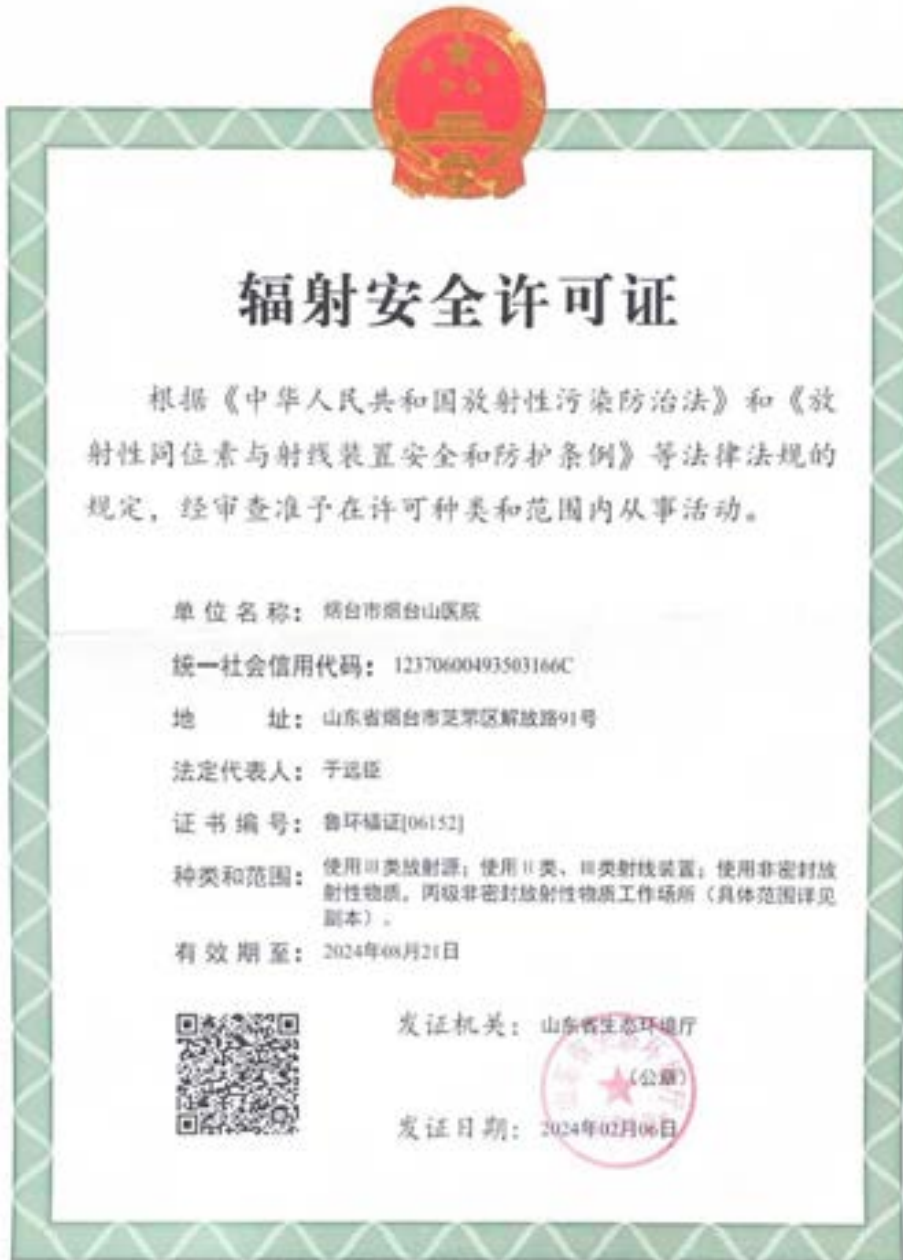 辐射安全许可证
根据《中华人民共和国放射性污染防治法》和《放
射性同位素与射线装置安全和防护条例》等法律法规的
规定，经审查准予在许可种类和范围内从事活动。
单位名称：烟台市烟台山医院
统一社会信用代码：12370600493503166C
地 址：山东省烟台市芝罘区解放路91号
法定代表人：于远臣
证书编号：鲁环辐证[06152]
种类和范围：使用Ⅲ类放射源；使用Ⅱ类、Ⅲ类射线装置；使用非密封放
射性物质，丙级非密封放射性物质工作场所（具体范围详见
副本）。
有效期至：2024年08月21日
发证机关：山东省生态环境厅
（公章）
发证日期：2024年02月06日